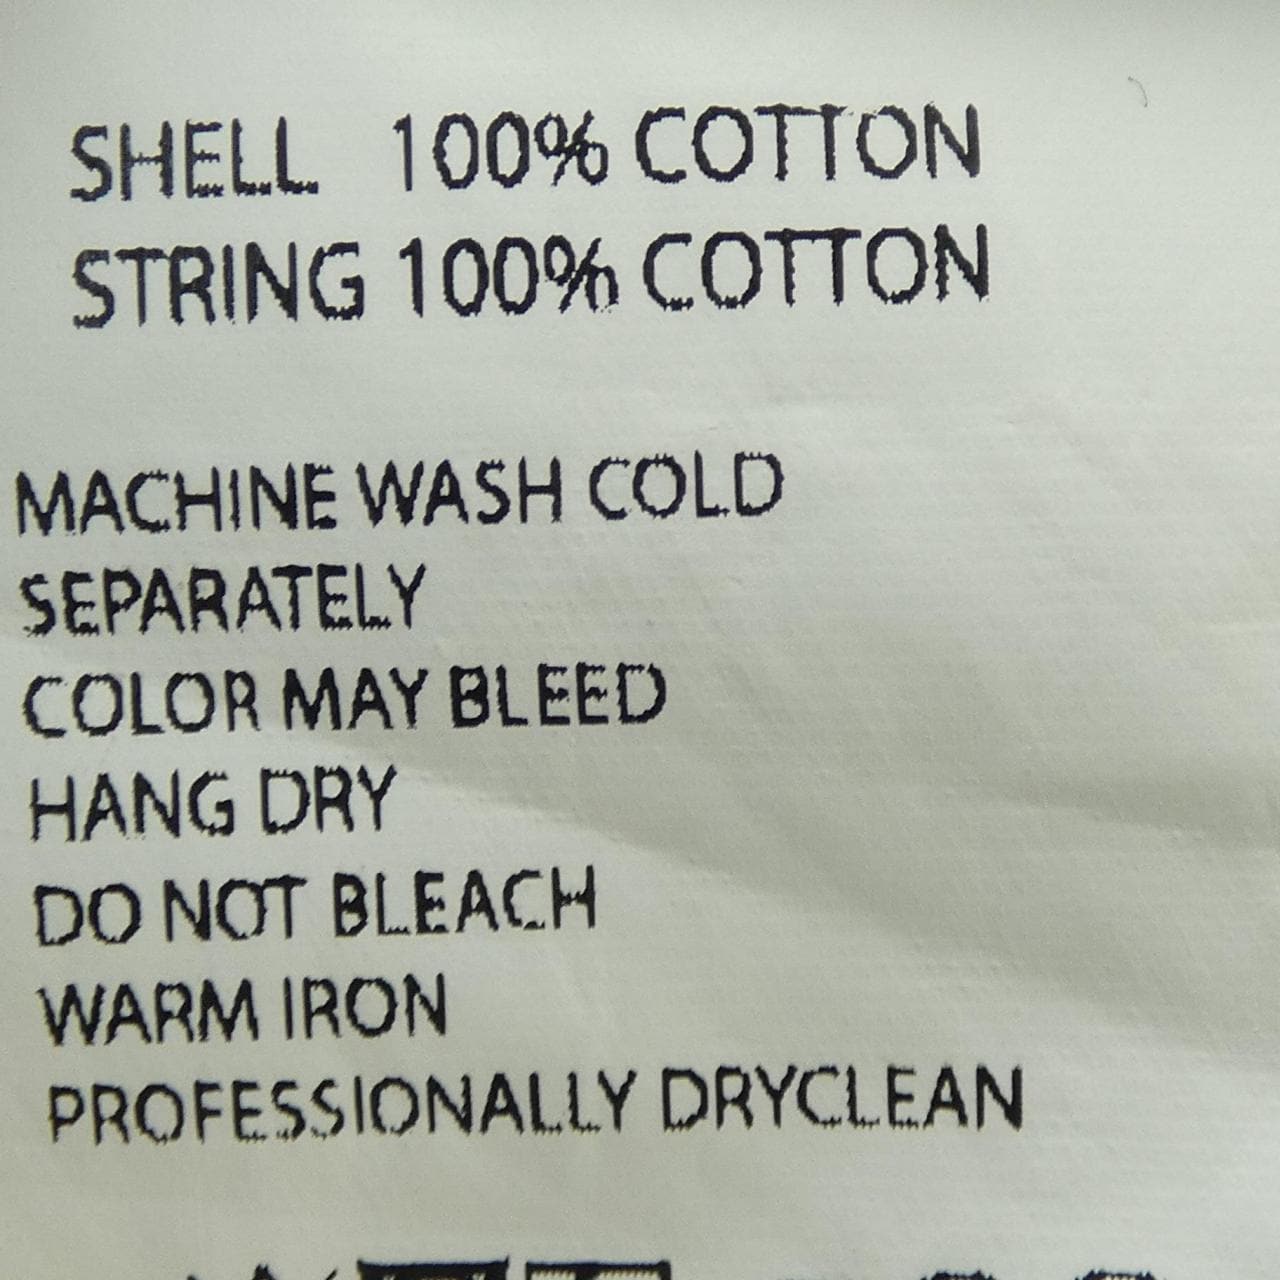 SHELL 100% COTTON
STRING 100% COTTON
MACHINE WASH COLD
SEPARATELY
COLOR MAY BLEED
HANG DRY
DO NOT BLEACH
WARM IRON
PROFESSIONALLY DRYCLEAN